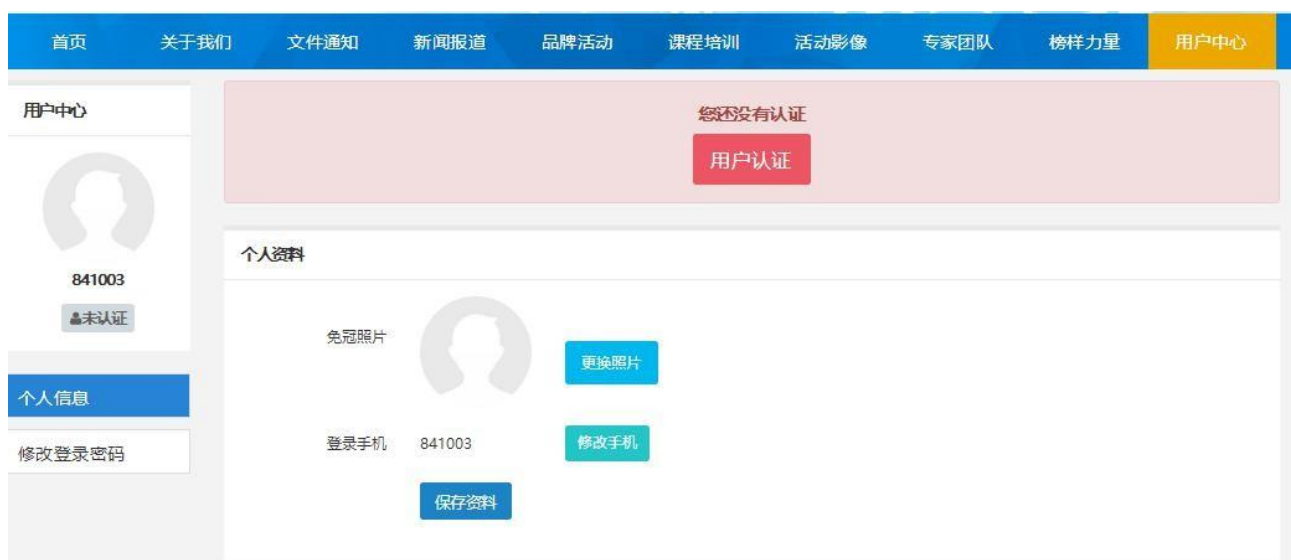 首页 关于我们 文件通知 新闻报道 品牌活动 课程培训 活动影像 专家团队 榜样力量 用户中心
用户中心
841003
未认证
个人信息
修改登录密码
您还没有认证
用户认证
个人资料
免冠照片
更换照片
登录手机 841003 修改手机
保存资料